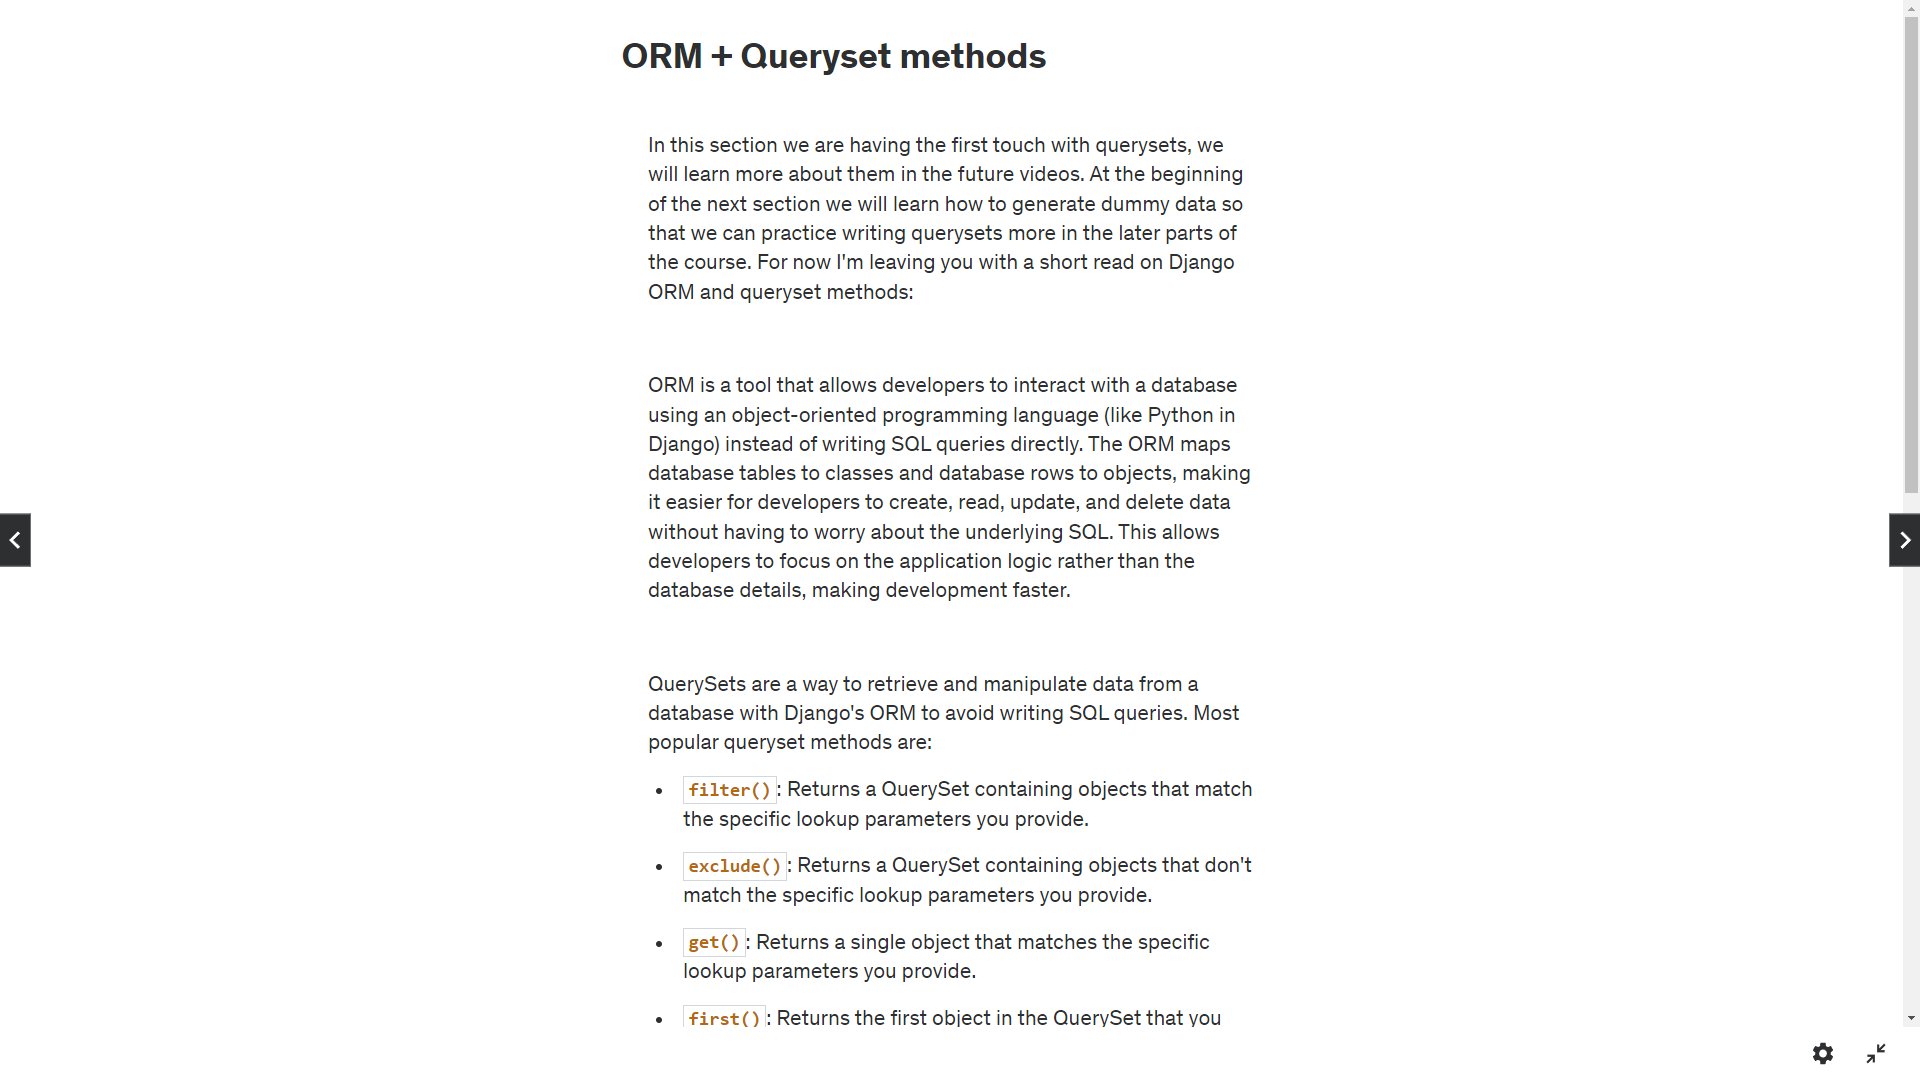 ORM + Queryset methods
In this section we are having the first touch with querysets, we
will learn more about them in the future videos. At the beginning
of the next section we will learn how to generate dummy data so
that we can practice writing querysets more in the later parts of
the course. For now I'm leaving you with a short read on Django
ORM and queryset methods:
ORM is a tool that allows developers to interact with a database
using an object-oriented programming language (like Python in
Django) instead of writing SQL queries directly. The ORM maps
database tables to classes and database rows to objects, making
it easier for developers to create, read, update, and delete data
without having to worry about the underlying SQL. This allows
developers to focus on the application logic rather than the
database details, making development faster.
QuerySets are a way to retrieve and manipulate data from a
database with Django's ORM to avoid writing SQL queries. Most
popular queryset methods are:
• filter(): Returns a QuerySet containing objects that match
the specific lookup parameters you provide.
• exclude(): Returns a QuerySet containing objects that don't
match the specific lookup parameters you provide.
• get(): Returns a single object that matches the specific
lookup parameters you provide.
• first(): Returns the first object in the QuerySet that you